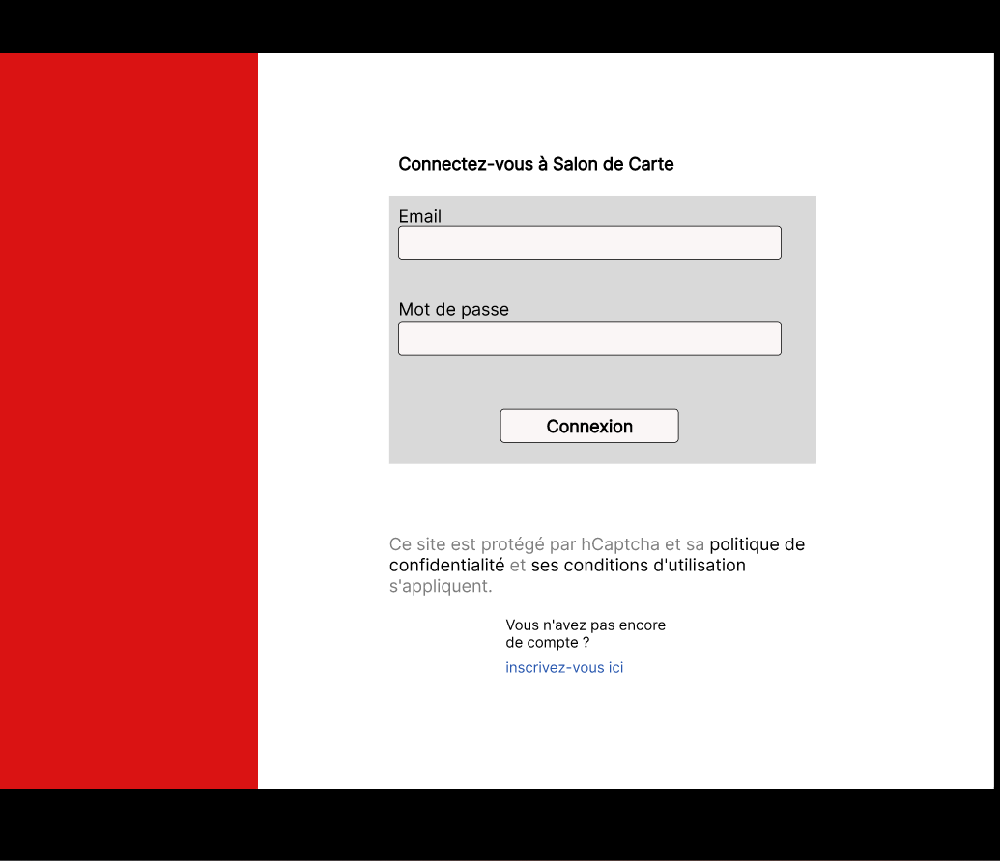 Connectez-vous à Salon de Carte
Email
Mot de passe
Connexion
Ce site est protégé par hCaptcha et sa politique de
confidentialité et ses conditions d'utilisation
s'appliquent.
Vous n'avez pas encore
de compte ?
inscrivez-vous ici